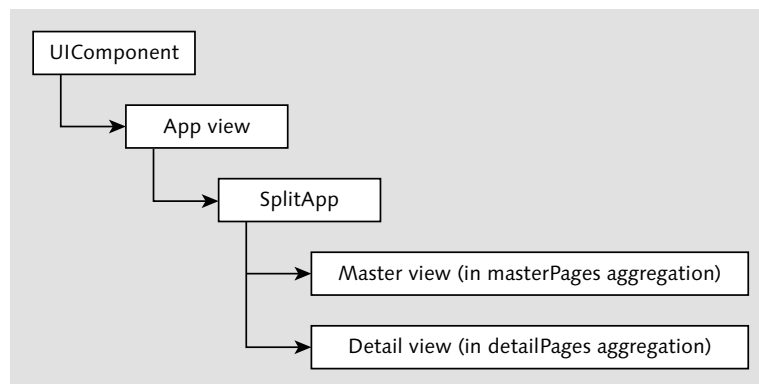 UIComponent
App view
SplitApp
Master view (in masterPages aggregation)
Detail view (in detailPages aggregation)